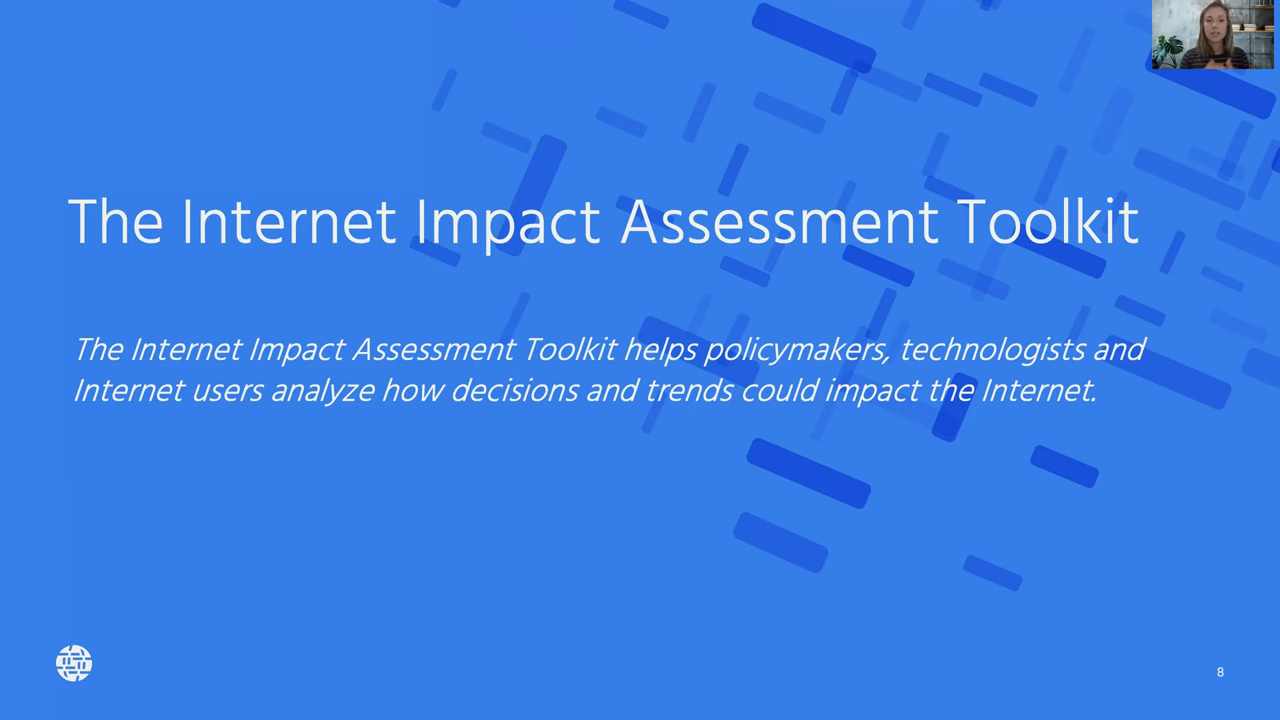 The Internet Impact Assessment Toolkit
The Internet Impact Assessment Toolkit helps policymakers, technologists and
Internet users analyze how decisions and trends could impact the Internet.
8